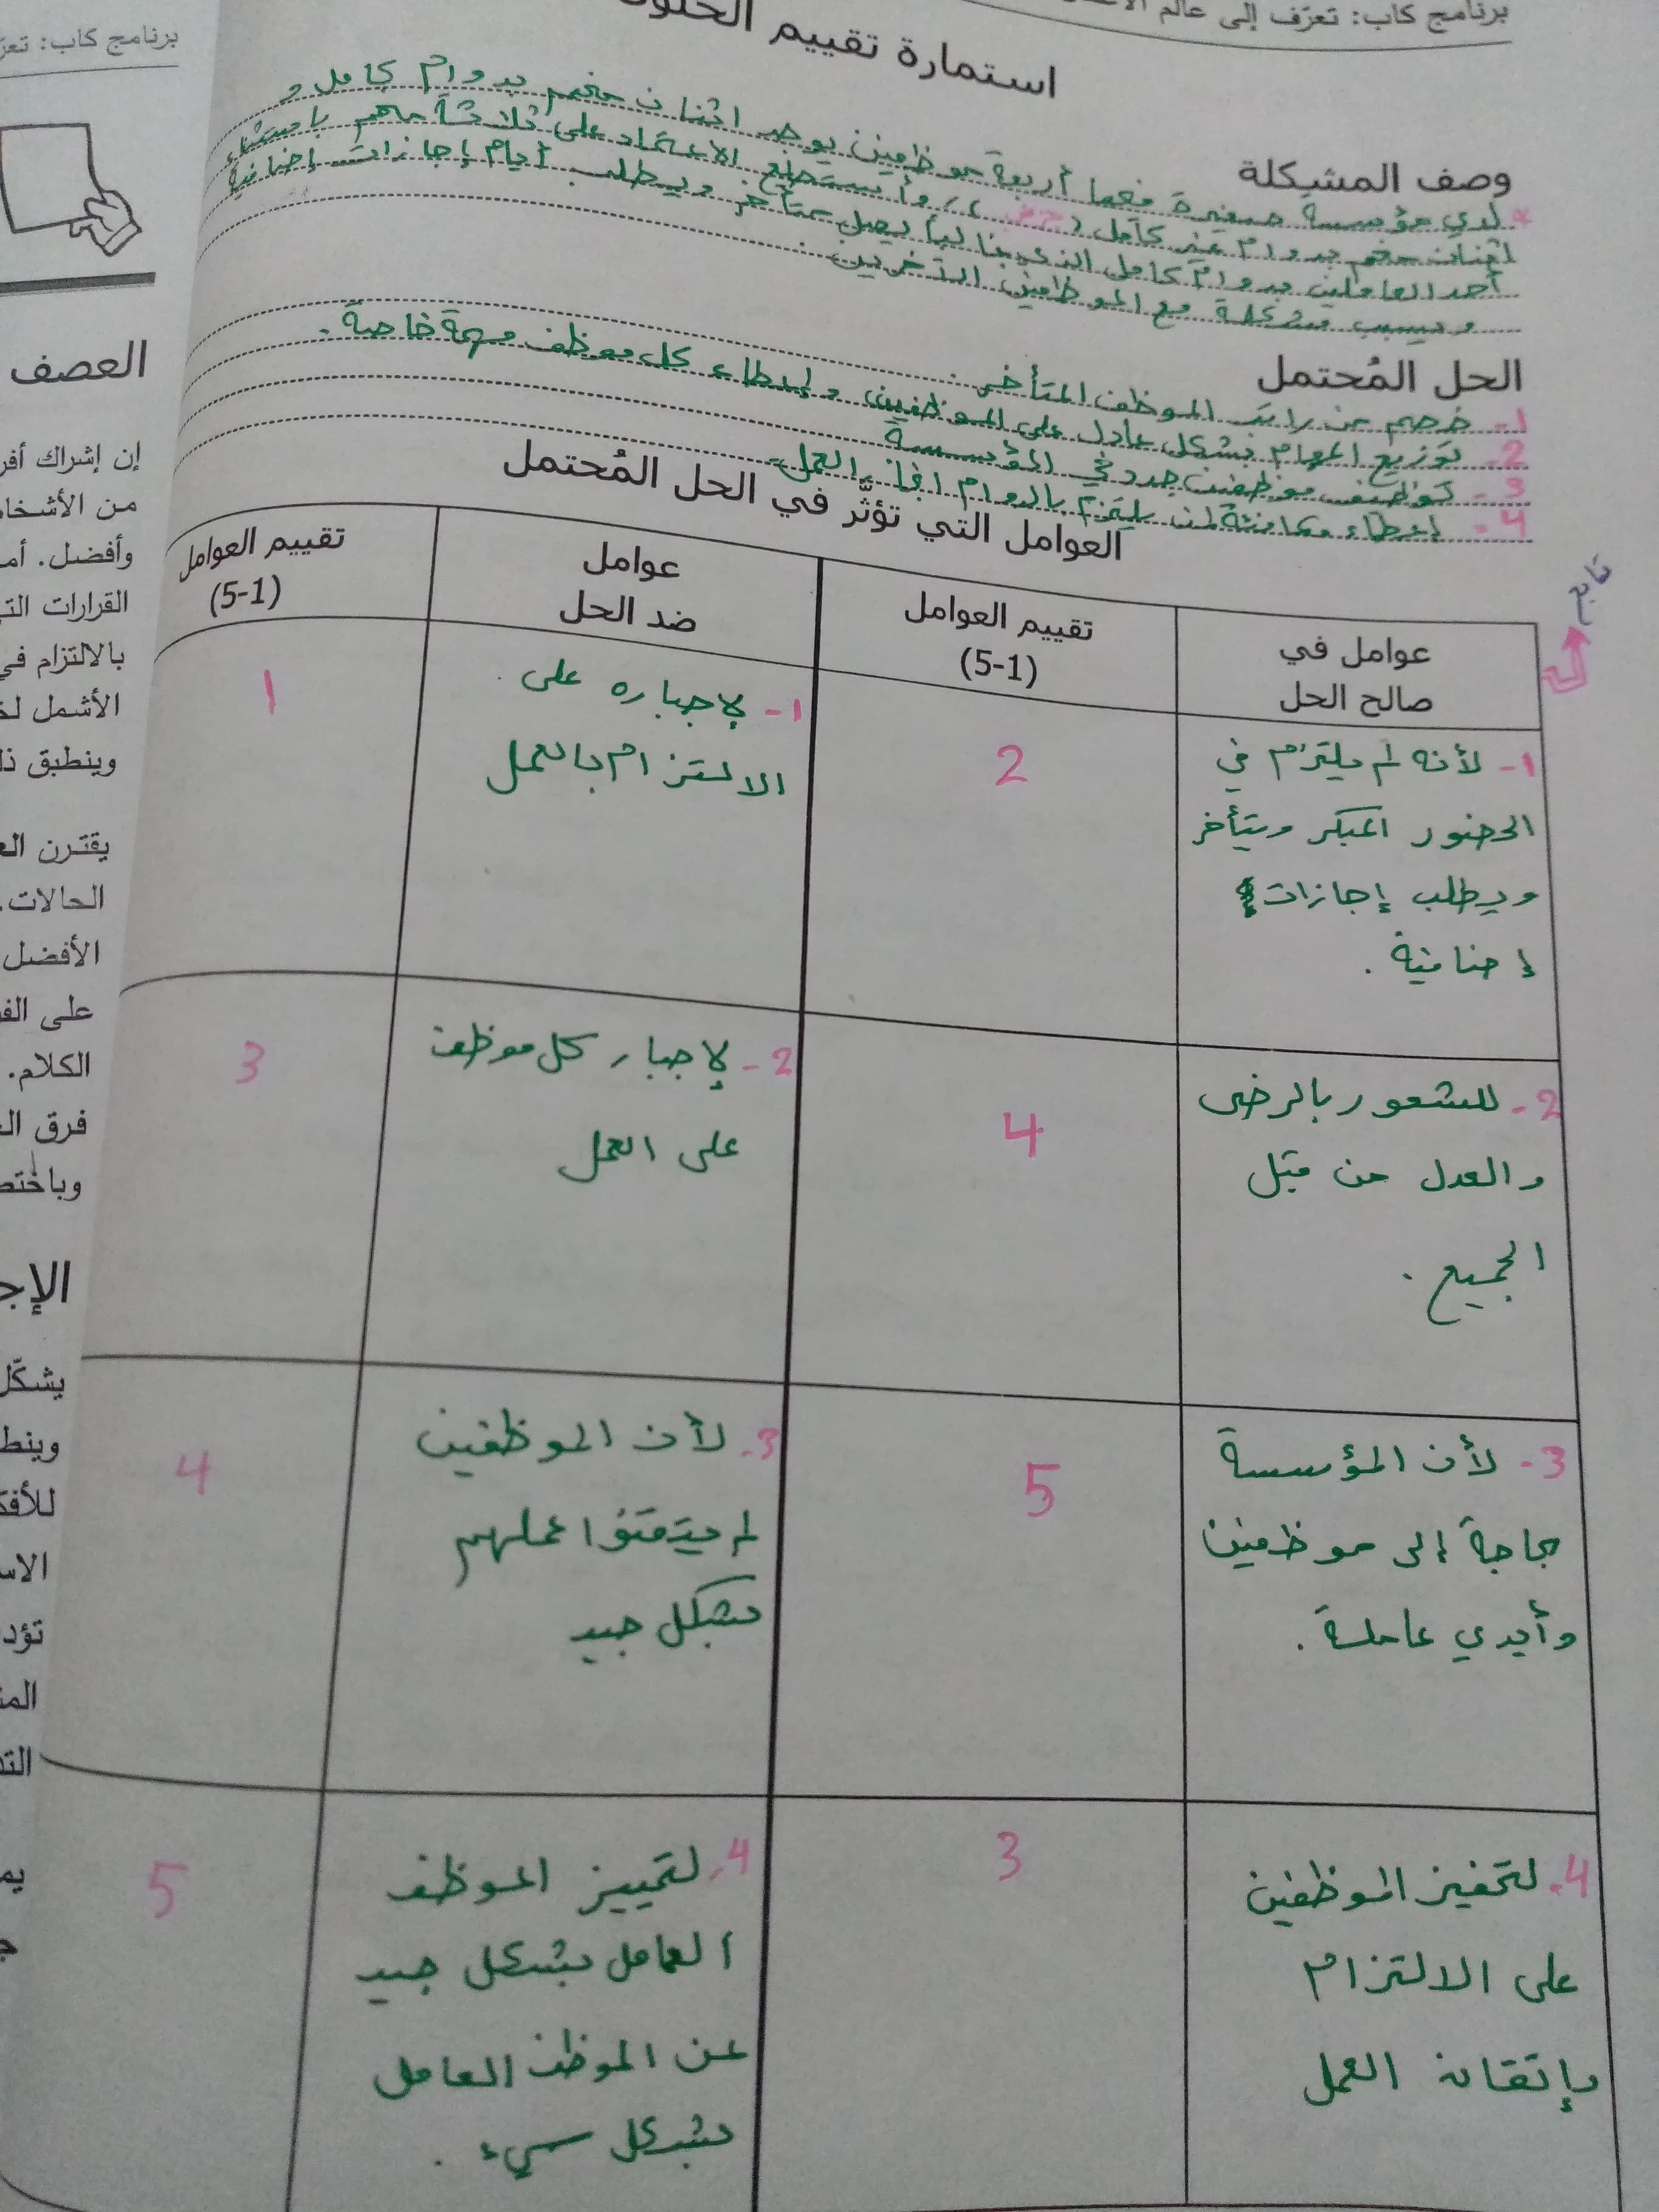 برنامج كاب: تعرّف إلى عالم
برنامج كاب: تعر
استمارة تقييم
وصف المشكلة
* لدي مؤسسة صغيرة فيها أربعة موظفين يوجد اثنان منهم بدوام كامل و
اثنان منهم بدوام غير كامل (جزئي)، وأستطيع الاعتماد على ثلاثة منهم باستثناء
أحد العاملين بدوام كامل الذي غالباً يصل متأخر ويطلب أيام إجازات إضافية
ويسبب مشكلة مع الموظفين الآخرين.
الحل المُحتمل
1- خصم من راتب الموظف المتأخر.
2- توزيع المهام بشكل عادل على الموظفين وإعطاء كل موظف مهمة خاصة.
3- توظيف موظفين جدد في المؤسسة
4- إعطاء مكافئة لمن يلتزم بالدوام العمل
العوامل التي تؤثّر في الحل المُحتمل
تابع
عوامل في
صالح الحل
تقييم العوامل
(5-1)
عوامل
ضد الحل
تقييم العوامل
(5-1)
1- لأنه لم يلتزم في
الحضور المبكر ويتأخر
ويطلب إجازات
إضافية.
2
1- لإجباره على
الالتزام بالعمل
1
2- للشعور بالرضى
والعدل من قبل
الجميع.
4
2- لإجبار كل موظف
على العمل
3
3- لأن المؤسسة
بحاجة إلى موظفين
وأيدي عاملة.
5
3- لأن الموظفين
لم يتقنوا عملهم
بشكل جيد
4
4- لتحفيز الموظفين
على الالتزام
وإتقان العمل
3
4- لتمييز الموظف
العامل بشكل جيد
عن الموظف العامل
بشكل سيء.
5
العصف
إن إشراك أفر
من الأشخا
وأفضل. أم
القرارات الت
بالالتزام في
الأشمل لح
وينطبق ذ
يقترن ال
الحالات.
الأفضل
على الف
الكلام.
فرق ال
وباختص
الإج
يشكّل
وينط
للأفك
الاس
تؤد
المن
الت
يم